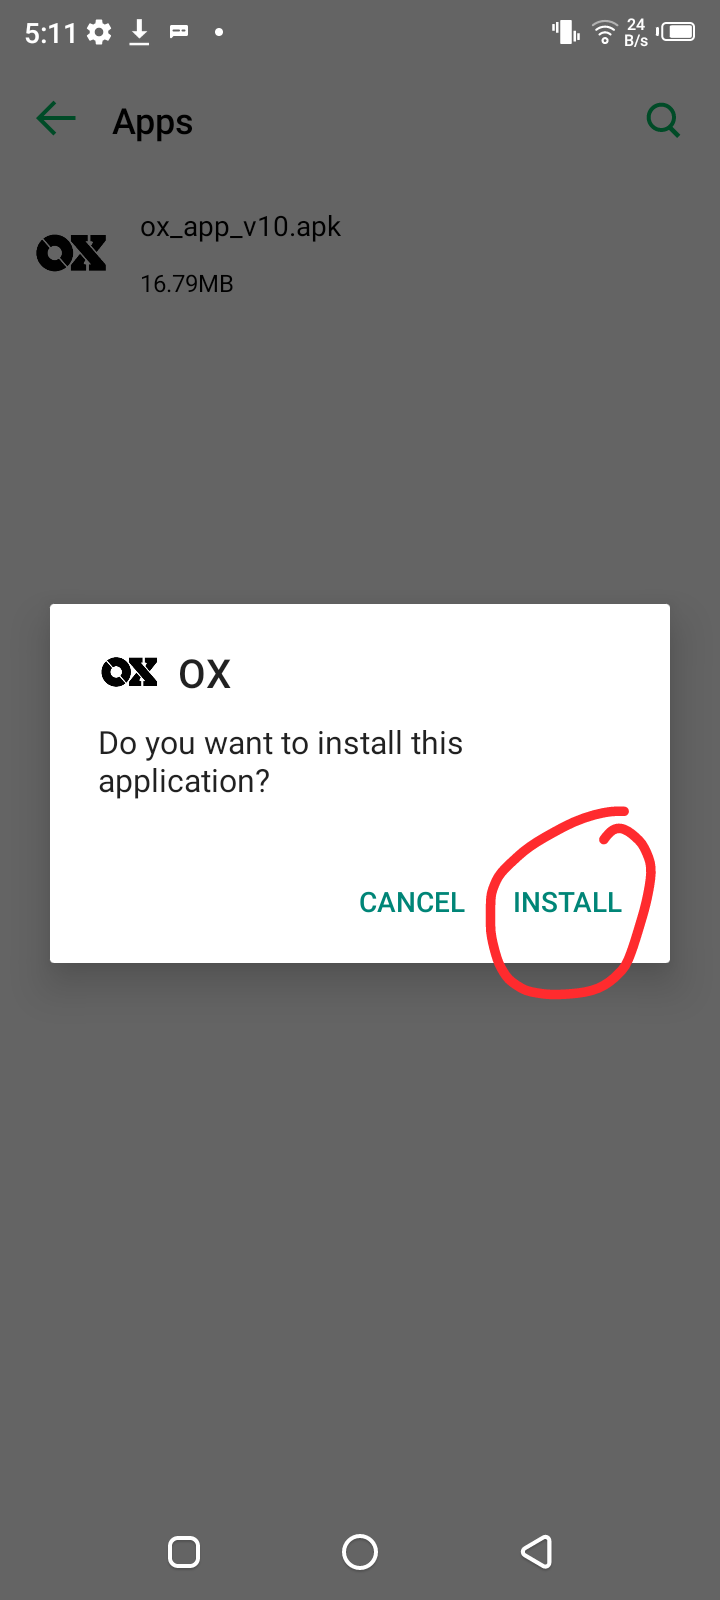 5:11
24
B/s
Apps
OX
ox_app_v10.apk
16.79MB
OX OX
Do you want to install this
application?
CANCEL INSTALL